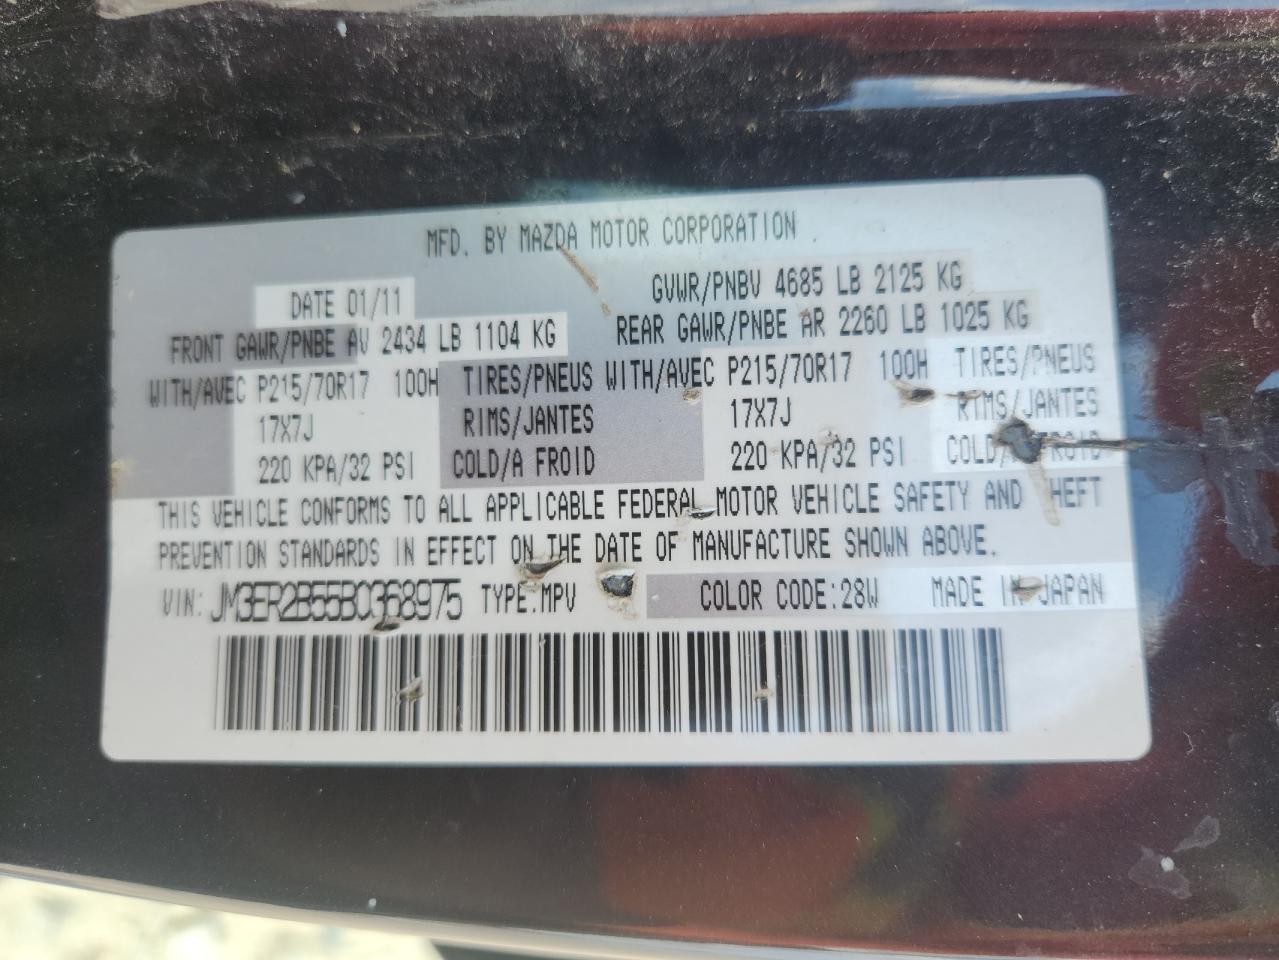 MFD. BY MAZDA MOTOR CORPORATION
DATE 01/11 GVWR/PNBV 4685 LB 2125 KG
FRONT GAWR/PNBE AV 2434 LB 1104 KG REAR GAWR/PNBE AR 2260 LB 1025 KG
WITH/AVEC P215/70R17 100H TIRES/PNEUS WITH/AVEC P215/70R17 100H TIRES/PNEUS
17X7J RIMS/JANTES 17X7J RIMS/JANTES
220 KPA/32 PSI COLD/A FROID 220 KPA/32 PSI COLD/A FROID
THIS VEHICLE CONFORMS TO ALL APPLICABLE FEDERAL MOTOR VEHICLE SAFETY AND THEFT
PREVENTION STANDARDS IN EFFECT ON THE DATE OF MANUFACTURE SHOWN ABOVE.
VIN: JM3ER2B55BC368975 TYPE:MPV COLOR CODE:28W MADE IN JAPAN